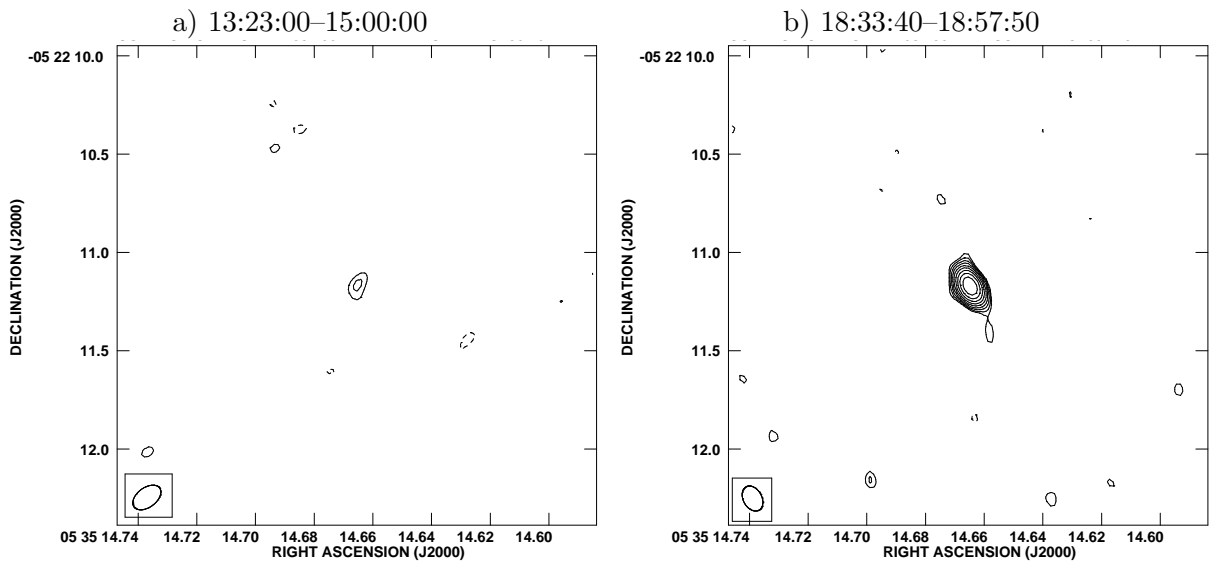 a) 13:23:00–15:00:00
b) 18:33:40–18:57:50
-05 22 10.0
10.5
11.0
11.5
12.0
DECLINATION (J2000)
05 35 14.74 14.72 14.70 14.68 14.66 14.64 14.62 14.60
RIGHT ASCENSION (J2000)
-05 22 10.0
10.5
11.0
11.5
12.0
DECLINATION (J2000)
05 35 14.74 14.72 14.70 14.68 14.66 14.64 14.62 14.60
RIGHT ASCENSION (J2000)